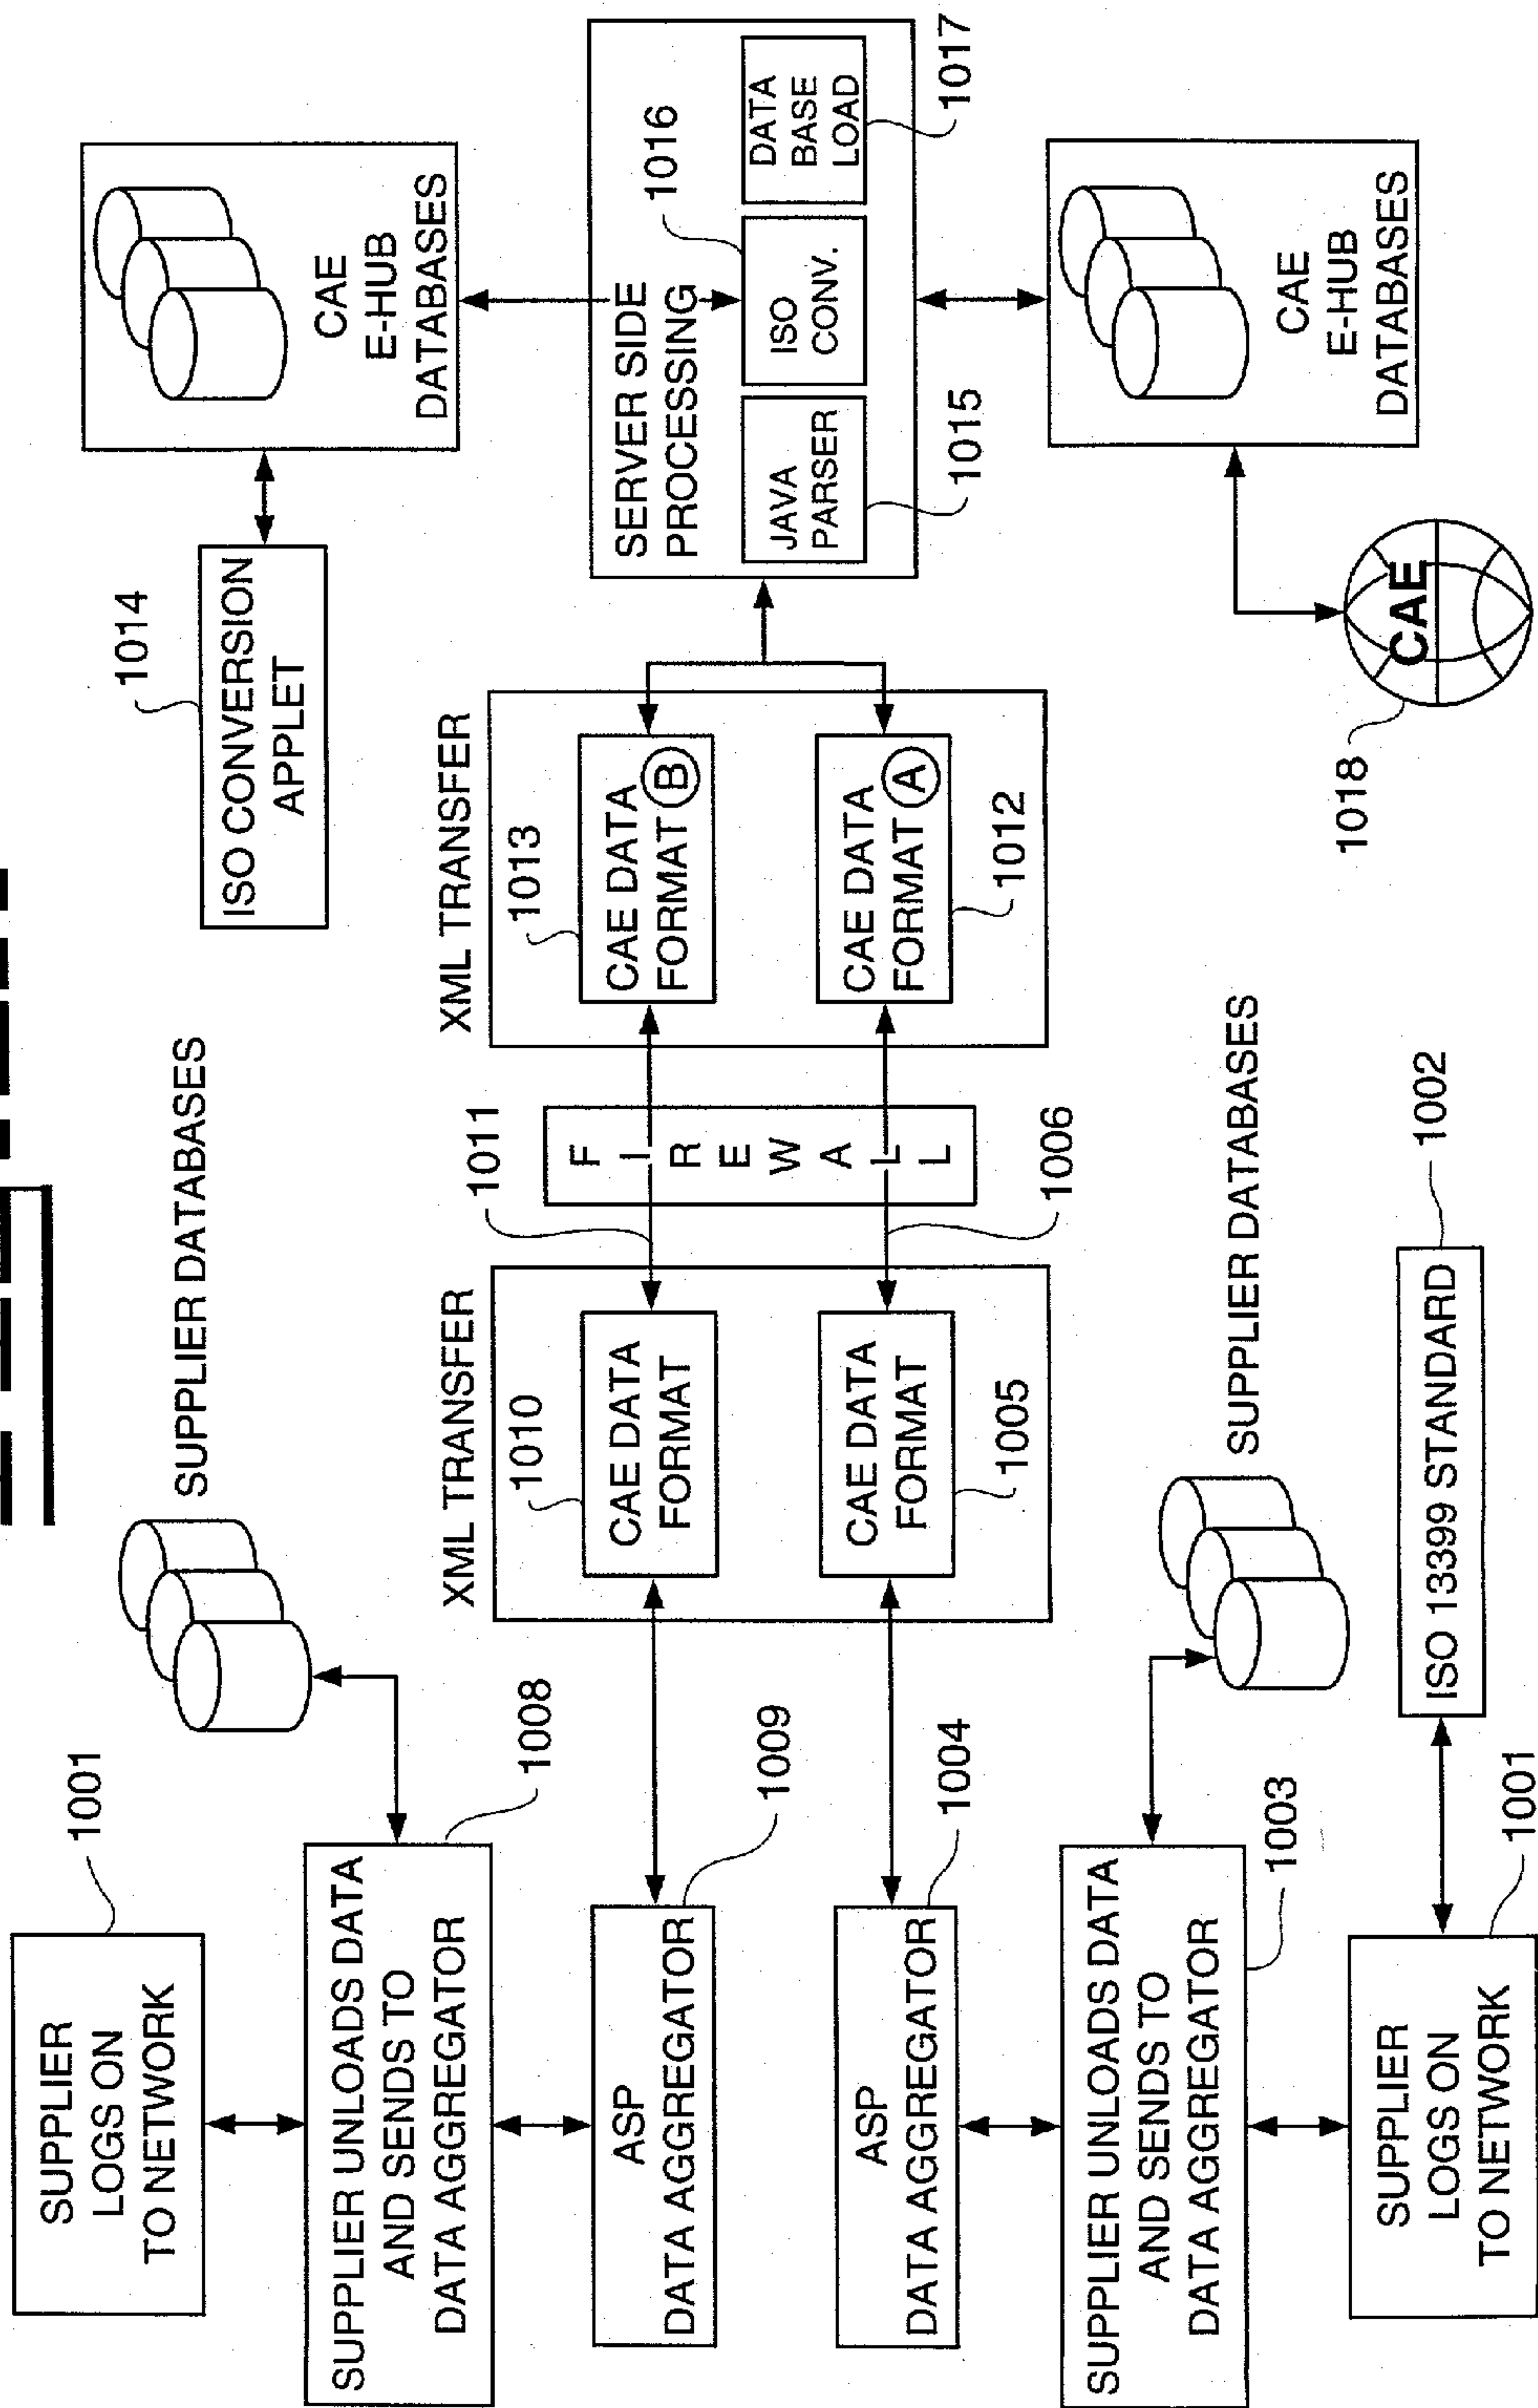 1001
SUPPLIER
LOGS ON
TO NETWORK
SUPPLIER DATABASES
1008
SUPPLIER UNLOADS DATA
AND SENDS TO
DATA AGGREGATOR
1009
ASP
DATA AGGREGATOR
1004
ASP
DATA AGGREGATOR
SUPPLIER UNLOADS DATA
AND SENDS TO
DATA AGGREGATOR
1003
SUPPLIER DATABASES
SUPPLIER
LOGS ON
TO NETWORK
1001
ISO 13399 STANDARD
1002
XML TRANSFER
1010
CAE DATA
FORMAT
CAE DATA
FORMAT
1005
1011
F
I
R
E
W
A
L
L
1006
XML TRANSFER
1013
CAE DATA
FORMAT B
CAE DATA
FORMAT A
1012
1014
ISO CONVERSION
APPLET
CAE
E-HUB
DATABASES
SERVER SIDE
PROCESSING
1016
JAVA
PARSER
ISO
CONV.
DATA
BASE
LOAD
1015
1017
CAE
E-HUB
DATABASES
CAE
1018